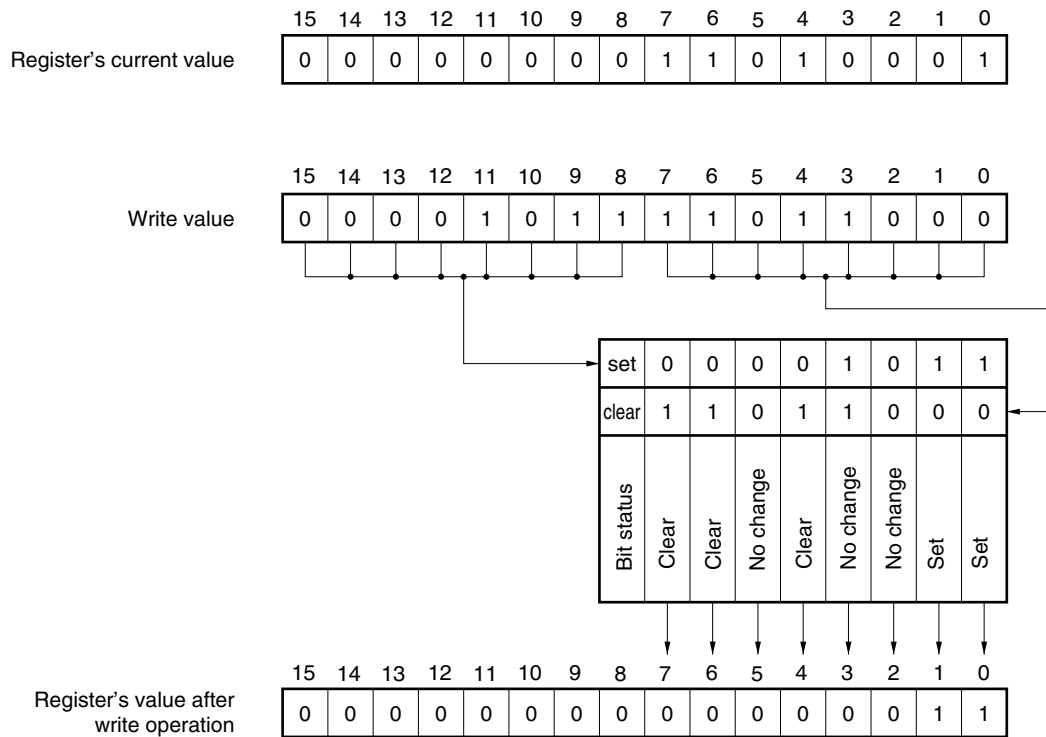 15 14 13 12 11 10 9 8 7 6 5 4 3 2 1 0
Register’s current value 0 0 0 0 0 0 0 0 1 1 0 1 0 0 0 1
15 14 13 12 11 10 9 8 7 6 5 4 3 2 1 0
Write value 0 0 0 0 1 0 1 1 1 1 0 1 1 0 0 0
set 0 0 0 0 1 0 1 1
clear 1 1 0 1 1 0 0 0
Bit status Clear Clear No change Clear No change No change Set Set
15 14 13 12 11 10 9 8 7 6 5 4 3 2 1 0
Register’s value after
write operation 0 0 0 0 0 0 0 0 0 0 0 0 0 0 1 1